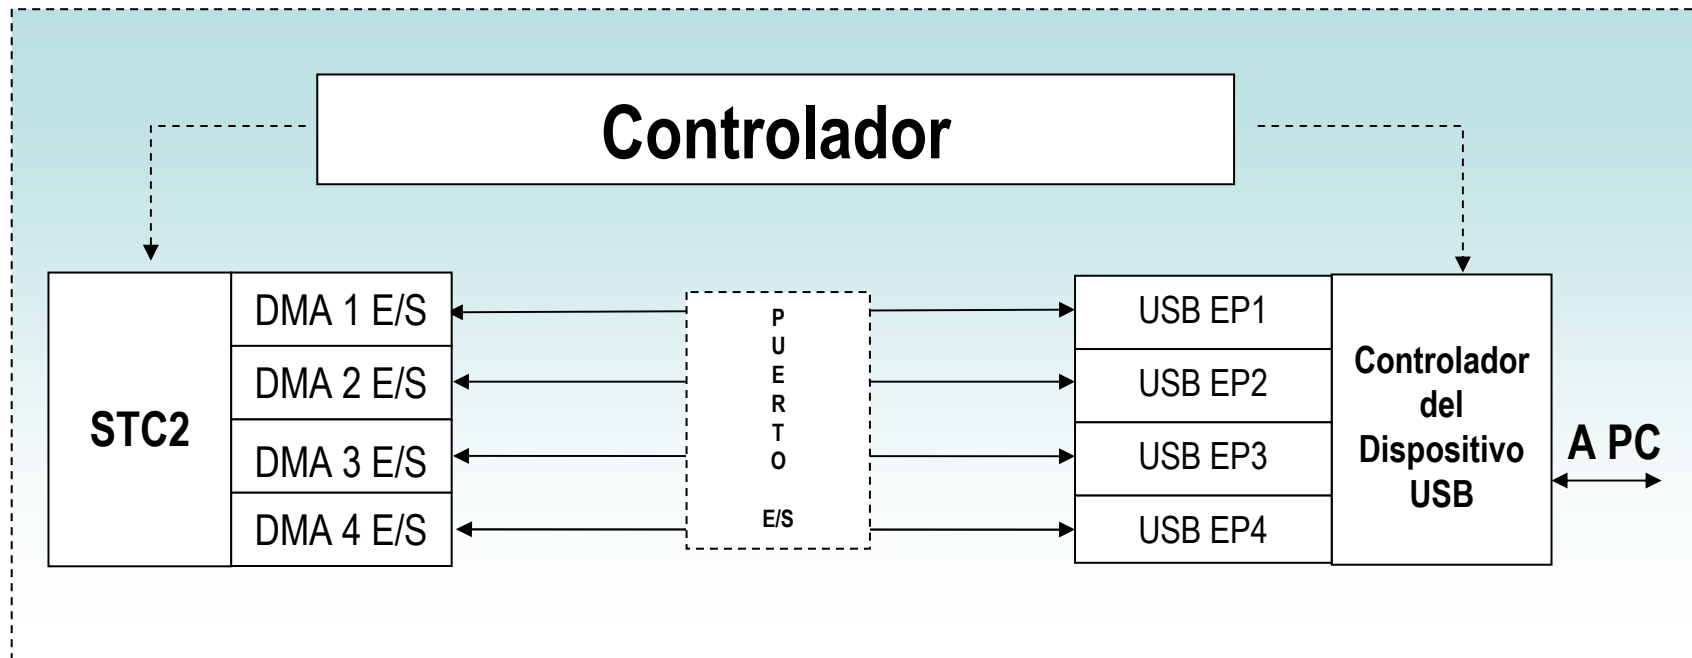 Controlador
STC2
DMA 1 E/S
DMA 2 E/S
DMA 3 E/S
DMA 4 E/S
P
U
E
R
T
O
E/S
USB EP1
USB EP2
USB EP3
USB EP4
Controlador
del
Dispositivo
USB
A PC